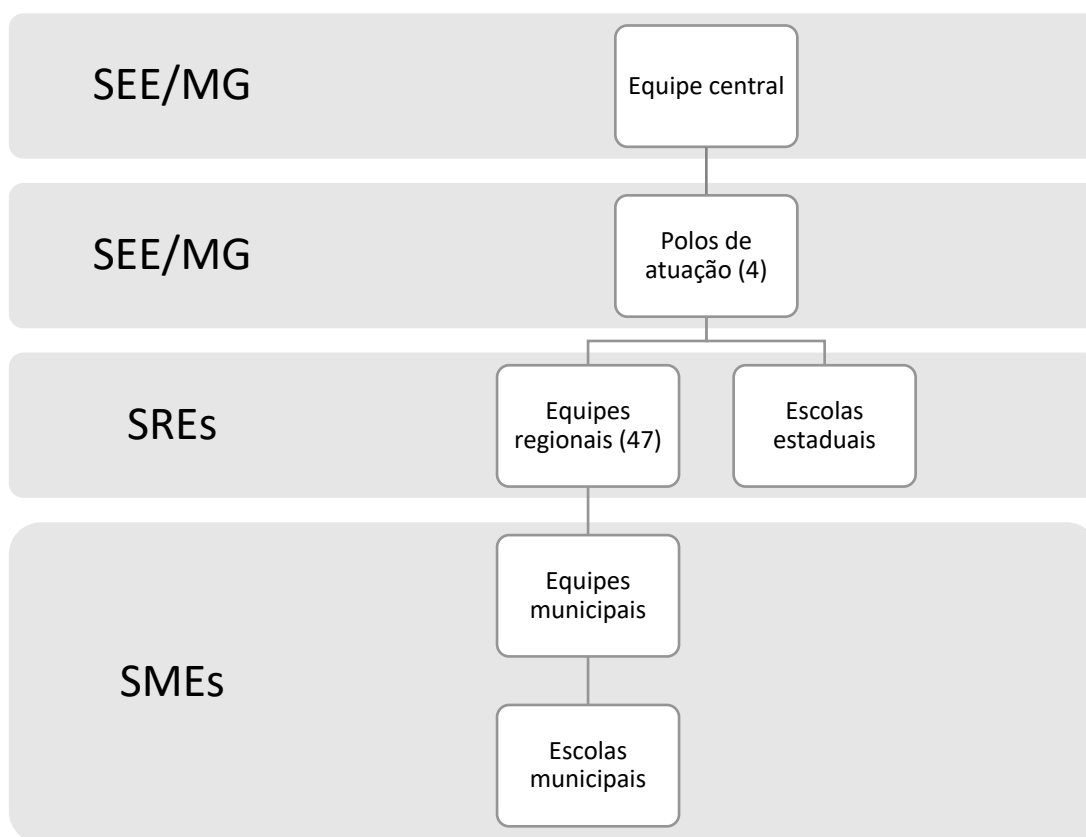 SEE/MG
Equipe central
SEE/MG
Polos de
atuação (4)
SREs
Equipes
regionais (47)
Escolas
estaduais
SMEs
Equipes
municipais
Escolas
municipais